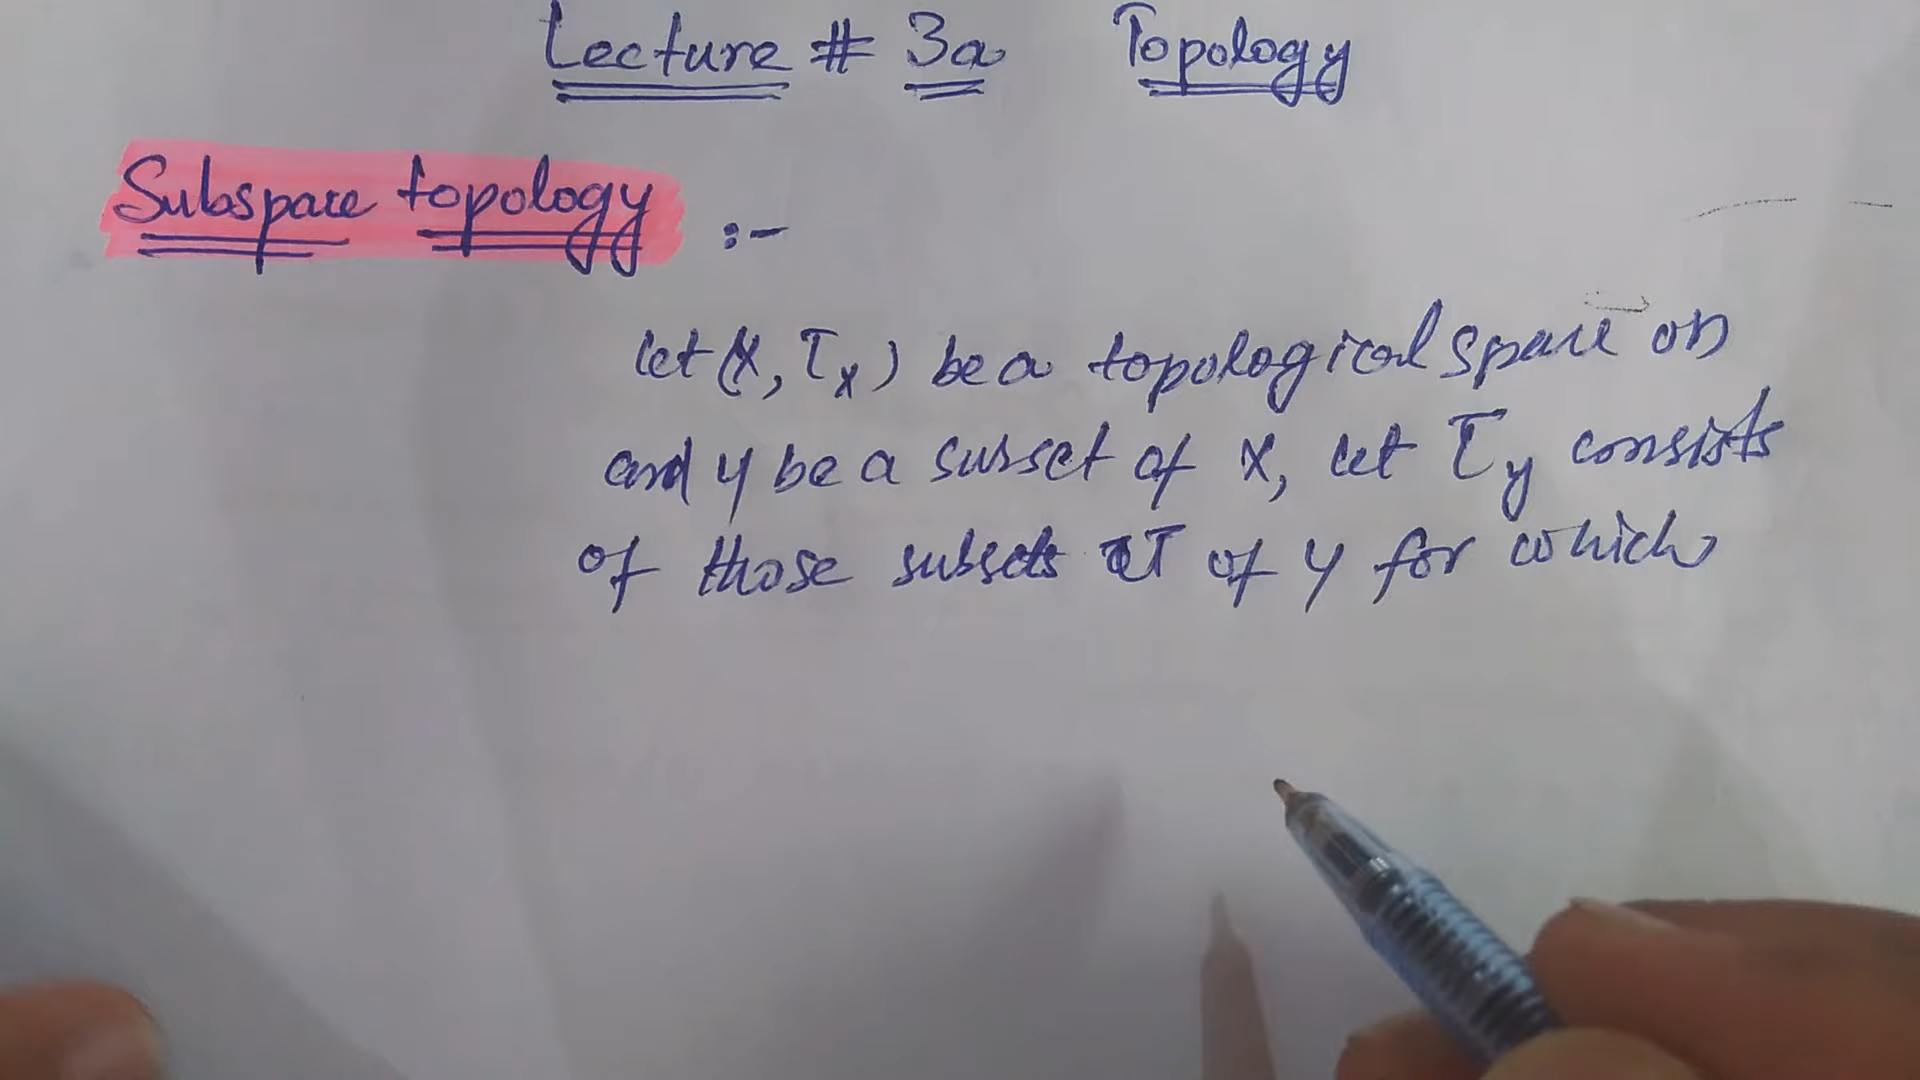 Lecture # 3a Topology
Subspace topology :-
let (X, τx) be a topological space on
and Y be a subset of X, let τy consists
of those subsets of Y for which